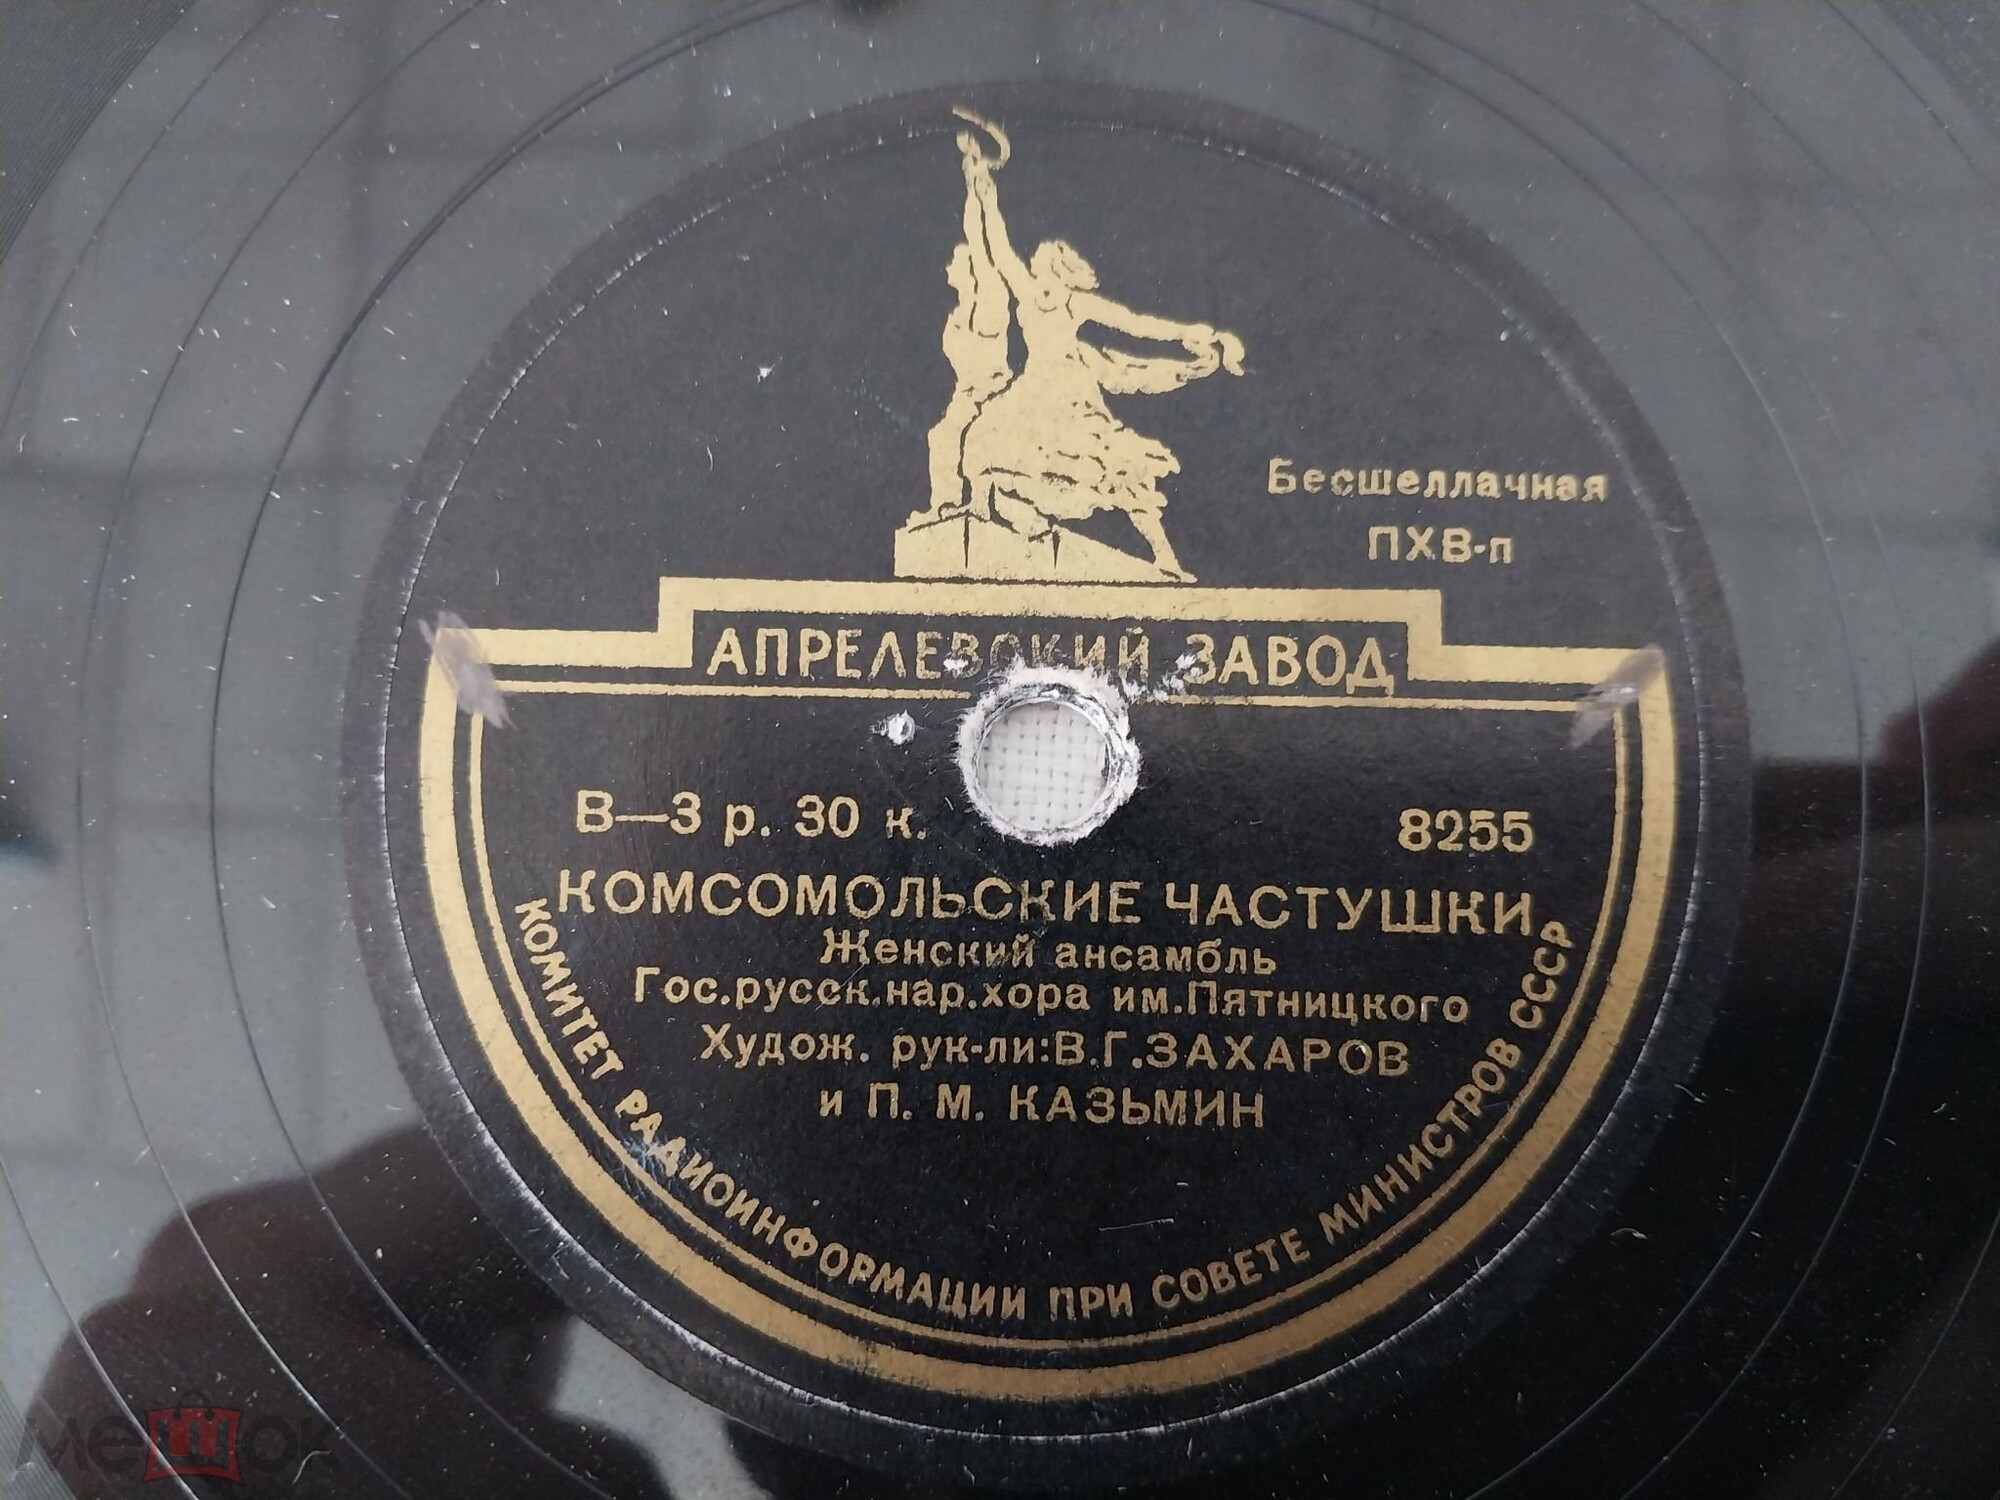 Бесшеллачная
ПХВ-п
АПРЕЛЕВСКИЙ ЗАВОД
В—3 р. 30 к.
8255
КОМСОМОЛЬСКИЕ ЧАСТУШКИ
Женский ансамбль
Гос.русск.нар.хора им.Пятницкого
Худож. рук-ли:В.Г.ЗАХАРОВ
и П. М. КАЗЬМИН
КОМИТЕТ РАДИОИНФОРМАЦИИ ПРИ СОВЕТЕ МИНИСТРОВ СССР
мешок